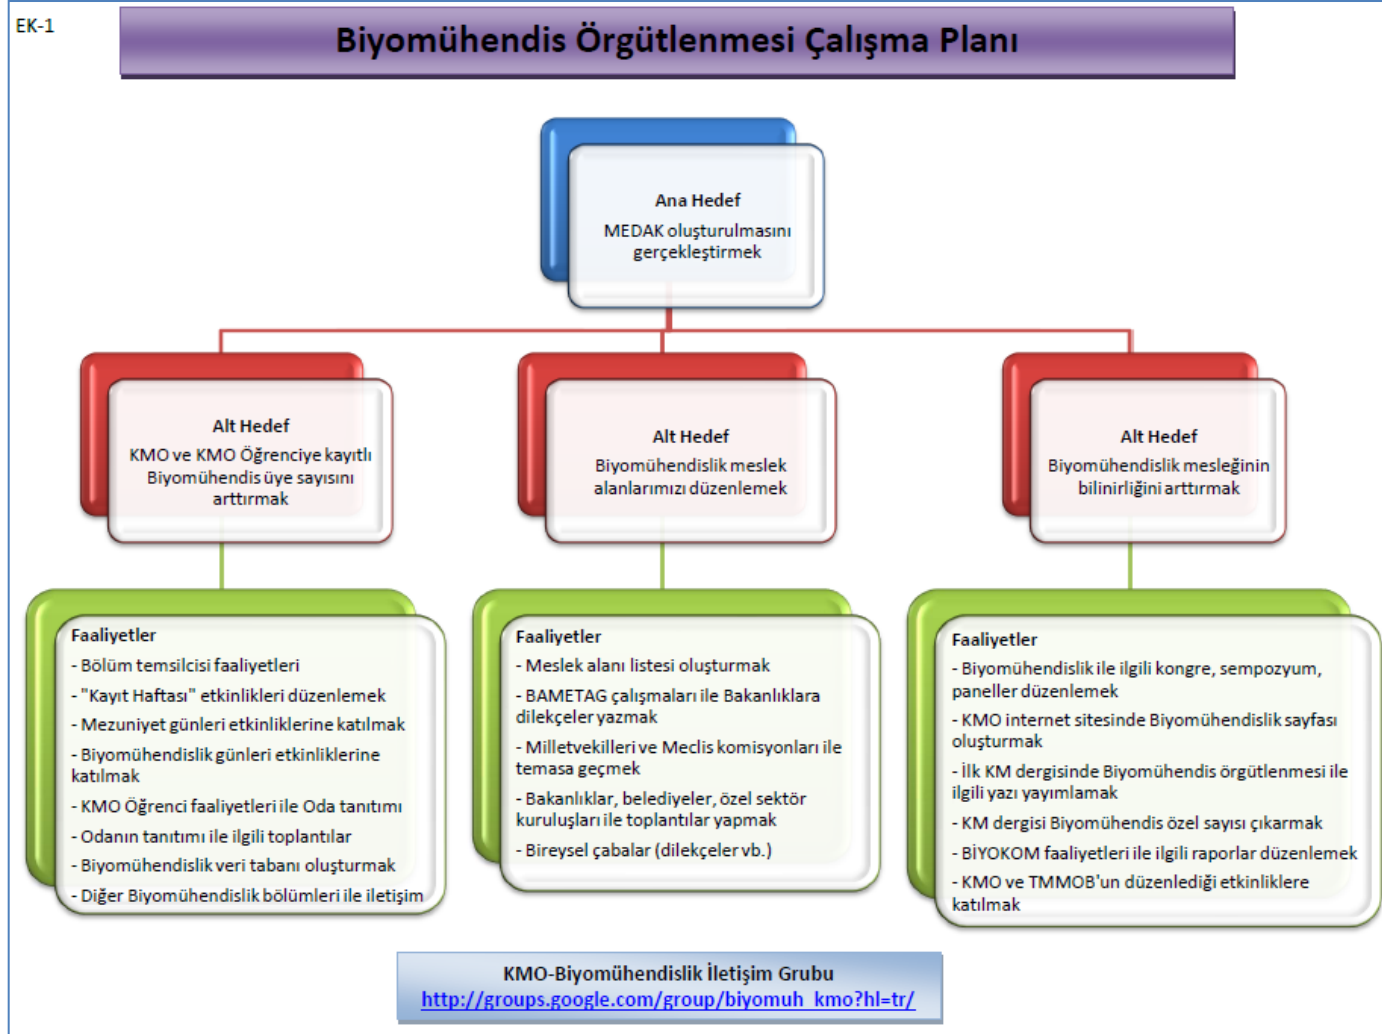 EK-1
Biyomühendis Örgütlenmesi Çalışma Planı
Ana Hedef
MEDAK oluşturulmasını
gerçekleştirmek
Alt Hedef
KMO ve KMO Öğrenciye kayıtlı
Biyomühendis üye sayısını
arttırmak
Alt Hedef
Biyomühendislik meslek
alanlarımızı düzenlemek
Alt Hedef
Biyomühendislik mesleğinin
bilinirliğini arttırmak
Faaliyetler
- Bölüm temsilcisi faaliyetleri
- "Kayıt Haftası" etkinlikleri düzenlemek
- Mezuniyet günleri etkinliklerine katılmak
- Biyomühendislik günleri etkinliklerine
katılmak
- KMO Öğrenci faaliyetleri ile Oda tanıtımı
- Odanın tanıtımı ile ilgili toplantılar
- Biyomühendislik veri tabanı oluşturmak
- Diğer Biyomühendislik bölümleri ile iletişim
Faaliyetler
- Meslek alanı listesi oluşturmak
- BAMETAG çalışmaları ile Bakanlıklara
dilekçeler yazmak
- Milletvekilleri ve Meclis komisyonları ile
temasa geçmek
- Bakanlıklar, belediyeler, özel sektör
kuruluşları ile toplantılar yapmak
- Bireysel çabalar (dilekçeler vb.)
Faaliyetler
- Biyomühendislik ile ilgili kongre, sempozyum,
paneller düzenlemek
- KMO internet sitesinde Biyomühendislik sayfası
oluşturmak
- İlk KM dergisinde Biyomühendis örgütlenmesi ile
ilgili yazı yayımlamak
- KM dergisi Biyomühendis özel sayısı çıkarmak
- BİYOKOM faaliyetleri ile ilgili raporlar düzenlemek
- KMO ve TMMOB'un düzenlediği etkinliklere
katılmak
KMO-Biyomühendislik İletişim Grubu
http://groups.google.com/group/biyomuh_kmo?hl=tr/